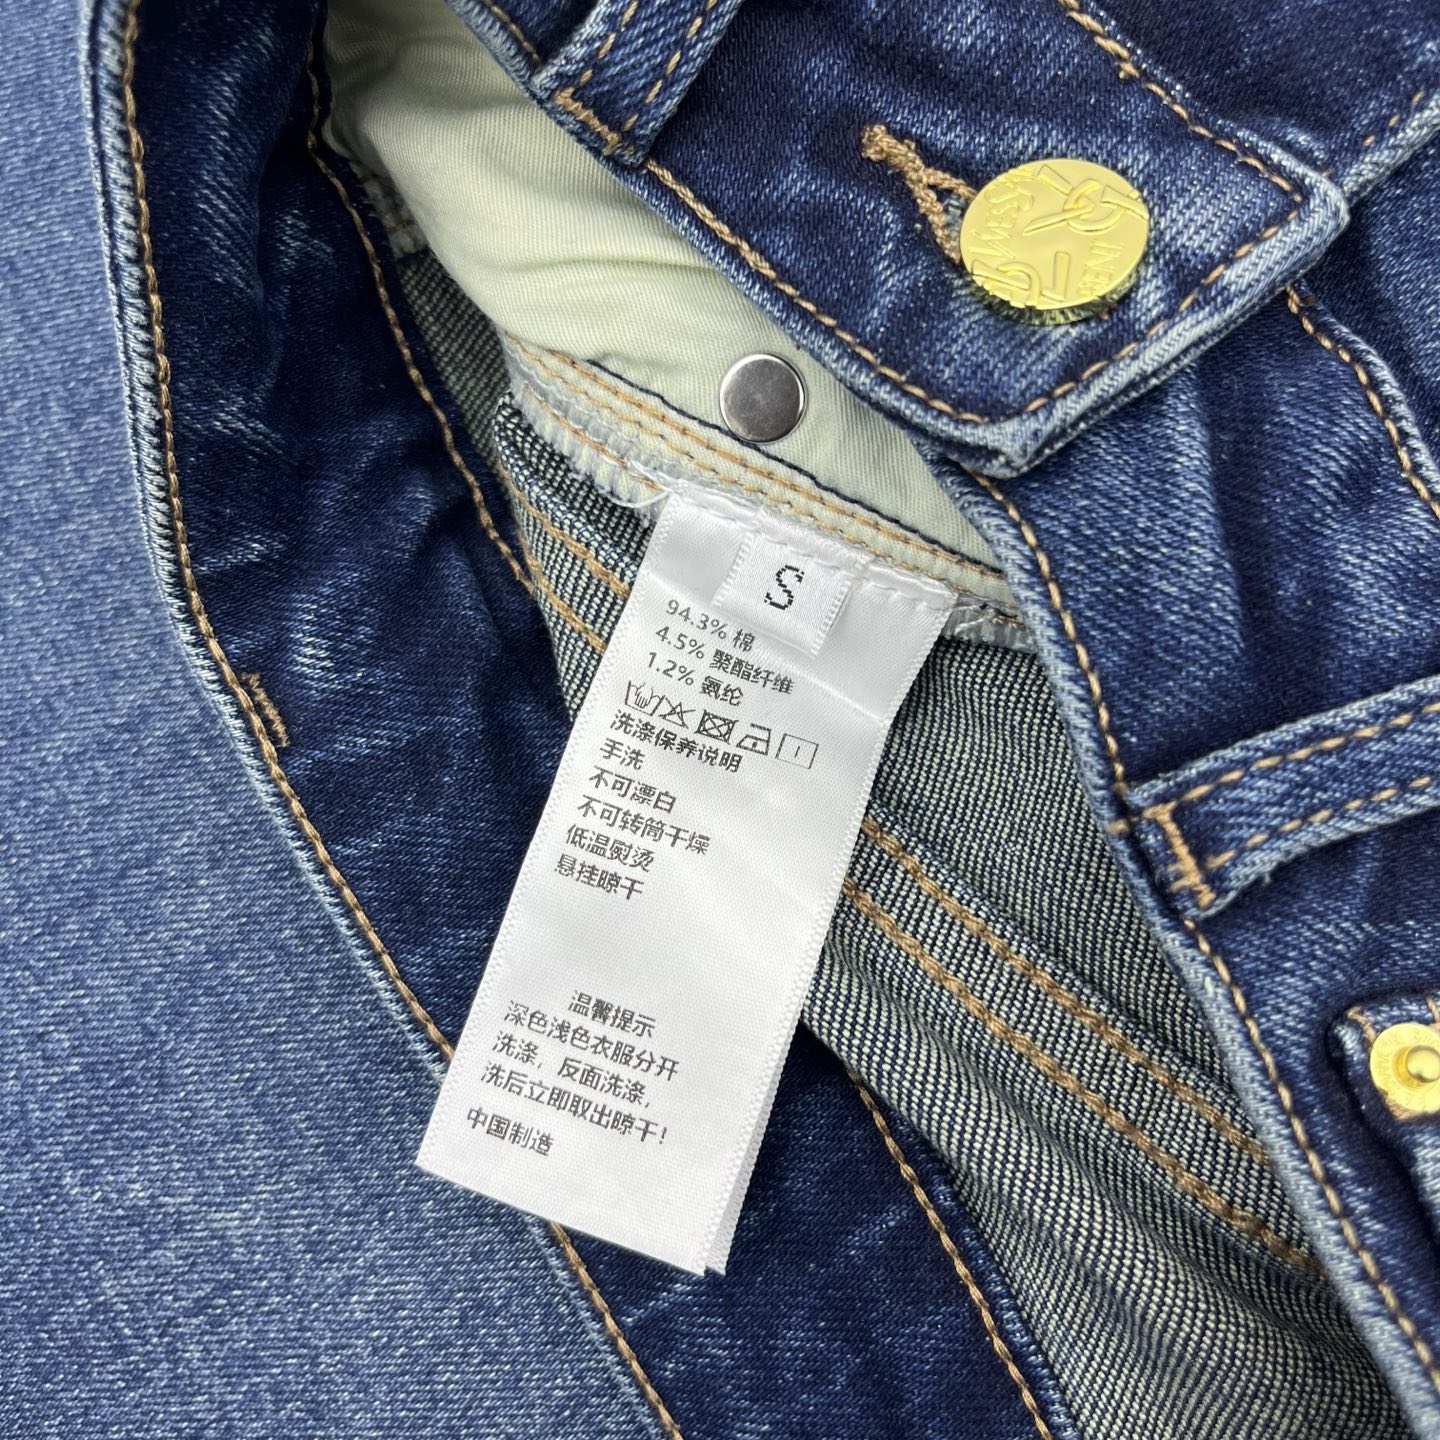 S
94.3% 棉
4.5% 聚酯纤维
1.2% 氨纶
洗涤保养说明
手洗
不可漂白
不可转筒干燥
低温熨烫
悬挂晾干
温馨提示
深色浅色衣服分开
洗涤，反面洗涤，
洗后立即取出晾干！
中国制造